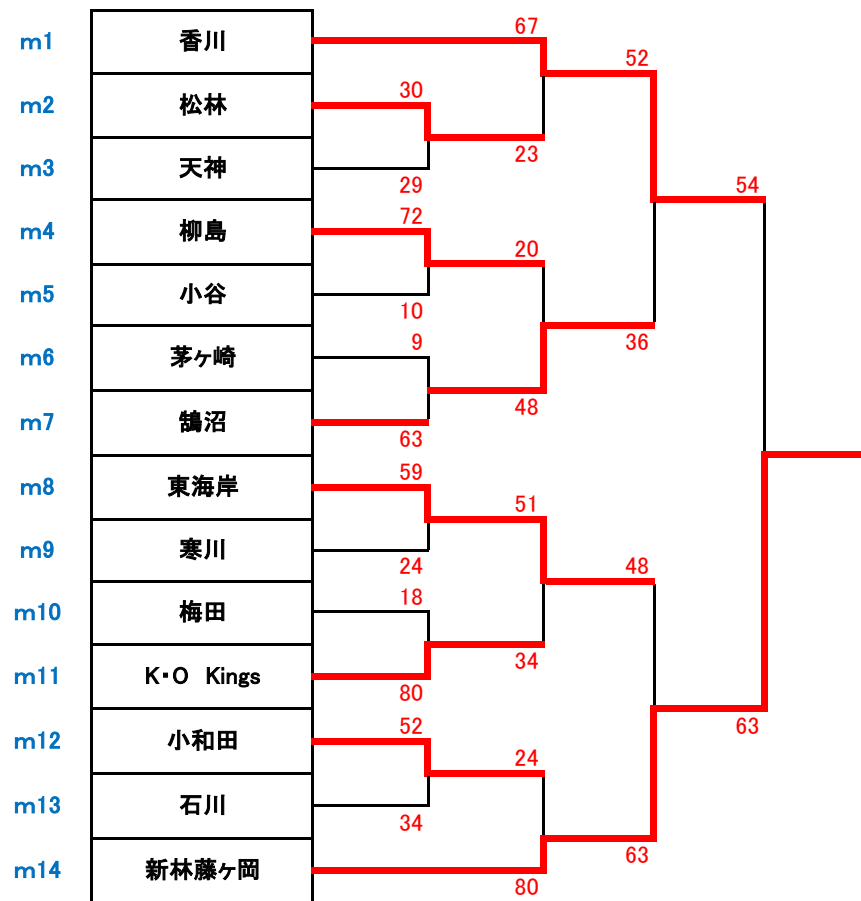 67
m1 香川 52
m2 松林 30
23
m3 天神 29 54
m4 柳島 72
20
m5 小谷 10
m6 茅ヶ崎 9 36
48
m7 鵠沼 63
m8 東海岸 59
51
m9 寒川 24 48
m10 梅田 18
34
m11 K・O Kings 80
m12 小和田 52 63
24
m13 石川 34
63
m14 新林藤ヶ岡 80